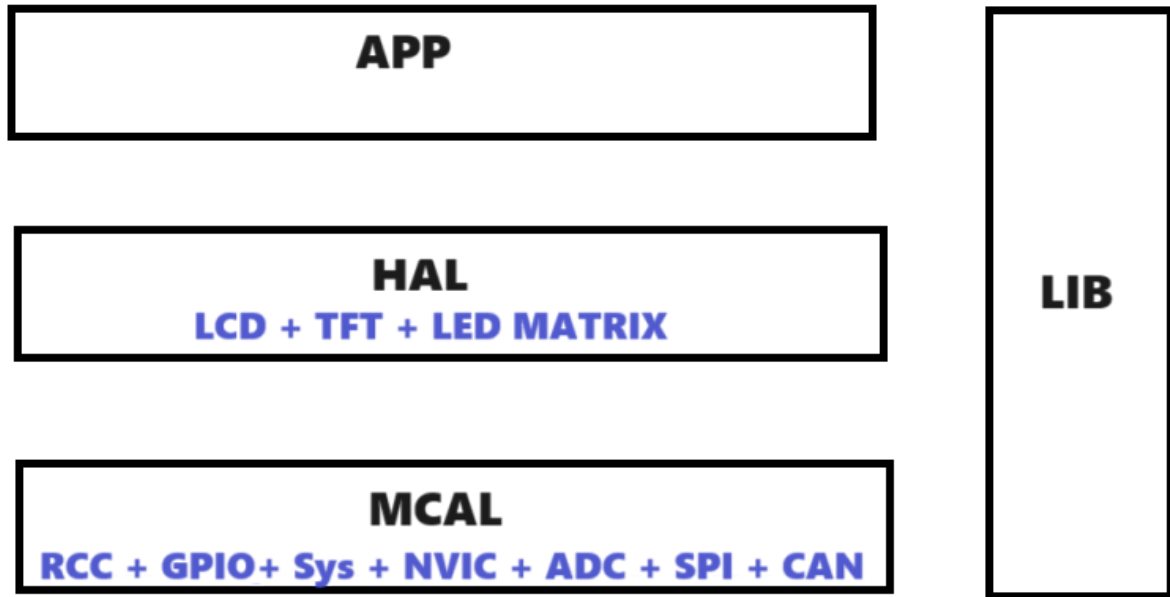 APP
HAL
LCD + TFT + LED MATRIX
LIB
MCAL
RCC + GPIO+ Sys + NVIC + ADC + SPI + CAN